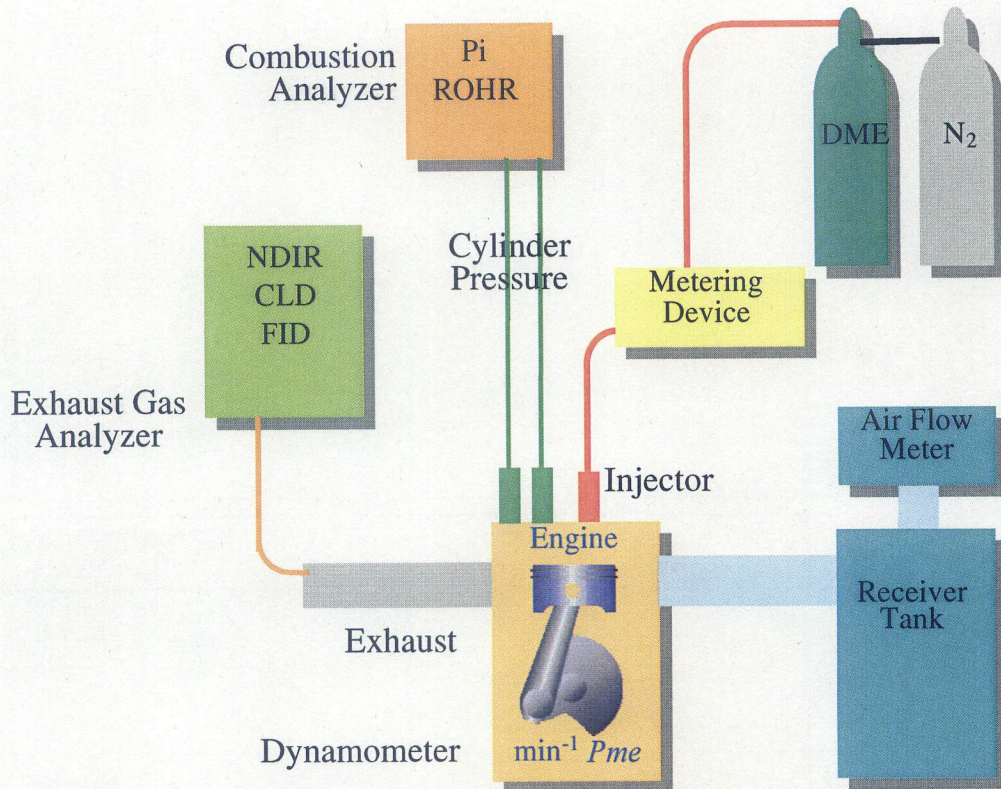 Combustion
Analyzer
Pi
ROHR
DME
N₂
NDIR
CLD
FID
Cylinder
Pressure
Metering
Device
Exhaust Gas
Analyzer
Air Flow
Meter
Injector
Engine
Receiver
Tank
Exhaust
Dynamometer
min⁻¹ Pme